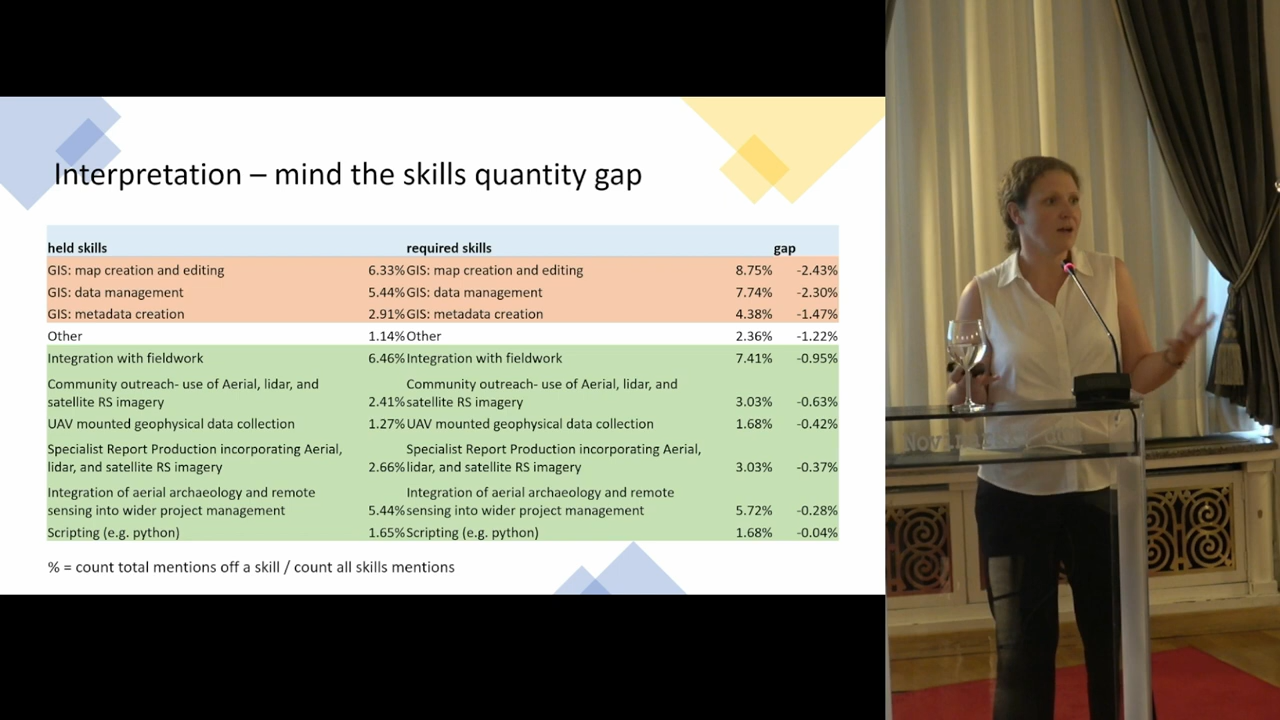 Interpretation – mind the skills quantity gap
held skills required skills gap
GIS: map creation and editing 6.33% GIS: map creation and editing 8.75% -2.43%
GIS: data management 5.44% GIS: data management 7.74% -2.30%
GIS: metadata creation 2.91% GIS: metadata creation 4.38% -1.47%
Other 1.14% Other 2.36% -1.22%
Integration with fieldwork 6.46% Integration with fieldwork 7.41% -0.95%
Community outreach- use of Aerial, lidar, and Community outreach- use of Aerial, lidar, and
satellite RS imagery 2.41% satellite RS imagery 3.03% -0.63%
UAV mounted geophysical data collection 1.27% UAV mounted geophysical data collection 1.68% -0.42%
Specialist Report Production incorporating Aerial, Specialist Report Production incorporating Aerial,
lidar, and satellite RS imagery 2.66% lidar, and satellite RS imagery 3.03% -0.37%
Integration of aerial archaeology and remote Integration of aerial archaeology and remote
sensing into wider project management 5.44% sensing into wider project management 5.72% -0.28%
Scripting (e.g. python) 1.65% Scripting (e.g. python) 1.68% -0.04%
% = count total mentions off a skill / count all skills mentions